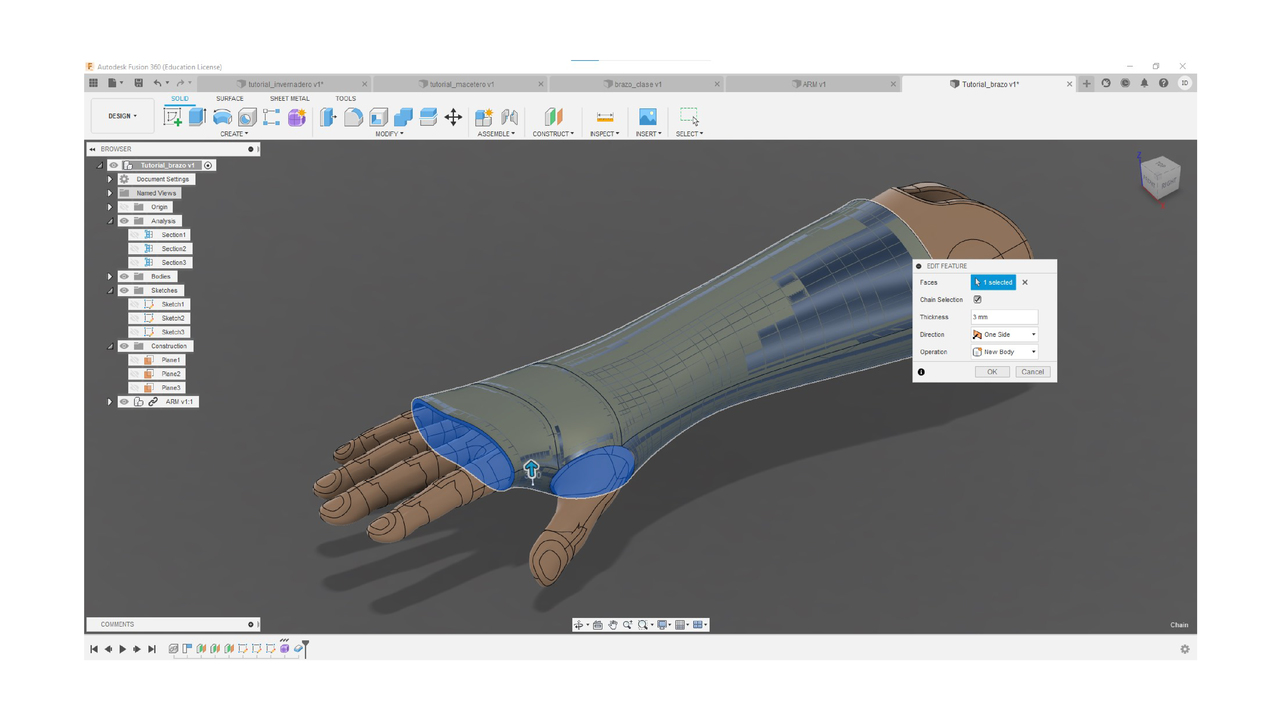 Autodesk Fusion 360 (Education License)
tutorial_invernadero v1*
tutorial_macetero v1*
brazo_clase v1
ARM v1
Tutorial_brazo v1*
SOLID SURFACE SHEET METAL TOOLS
DESIGN
CREATE MODIFY ASSEMBLE CONSTRUCT INSPECT INSERT SELECT
BROWSER
Tutorial_brazo v1
Document Settings
Named Views
Origin
Analysis
Section1
Section2
Section3
Bodies
Sketches
Sketch1
Sketch2
Sketch3
Construction
Plane1
Plane2
Plane3
ARM v1:1
EDIT FEATURE
Faces 1 selected
Chain Selection
Thickness 3 mm
Direction One Side
Operation New Body
OK Cancel
COMMENTS
Chain